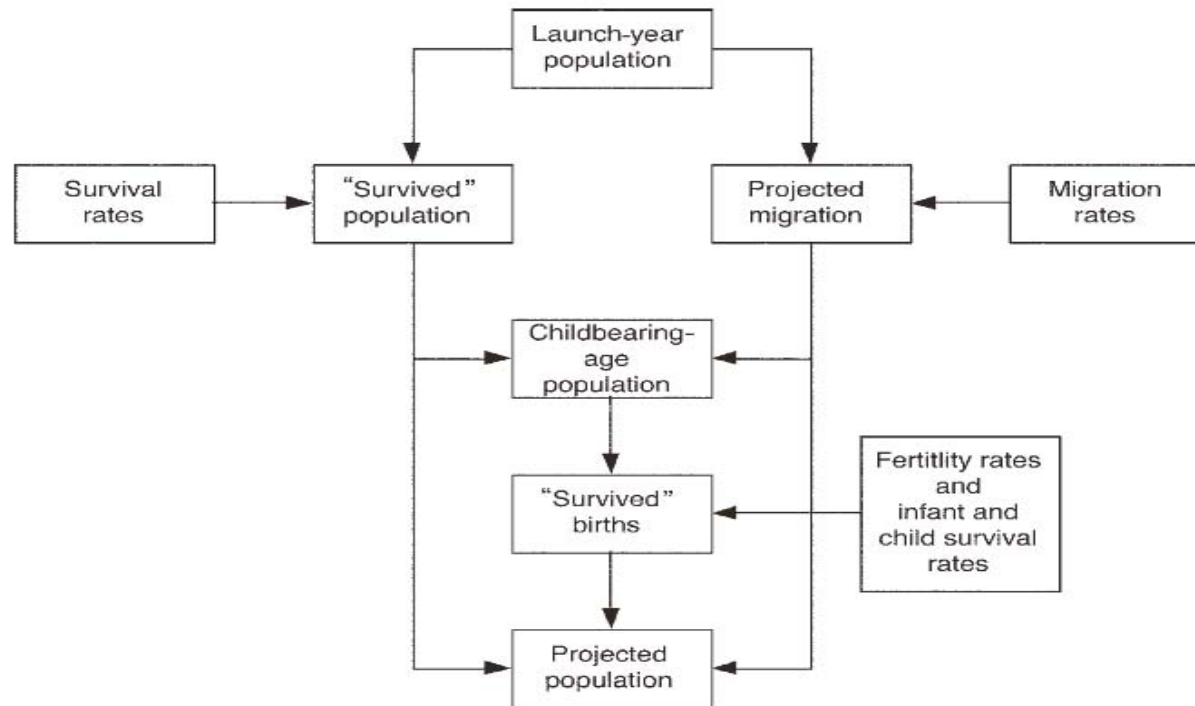 Launch-year
population
Survival
rates
“Survived”
population
Projected
migration
Migration
rates
Childbearing-
age
population
“Survived”
births
Fertitlity rates
and
infant and
child survival
rates
Projected
population